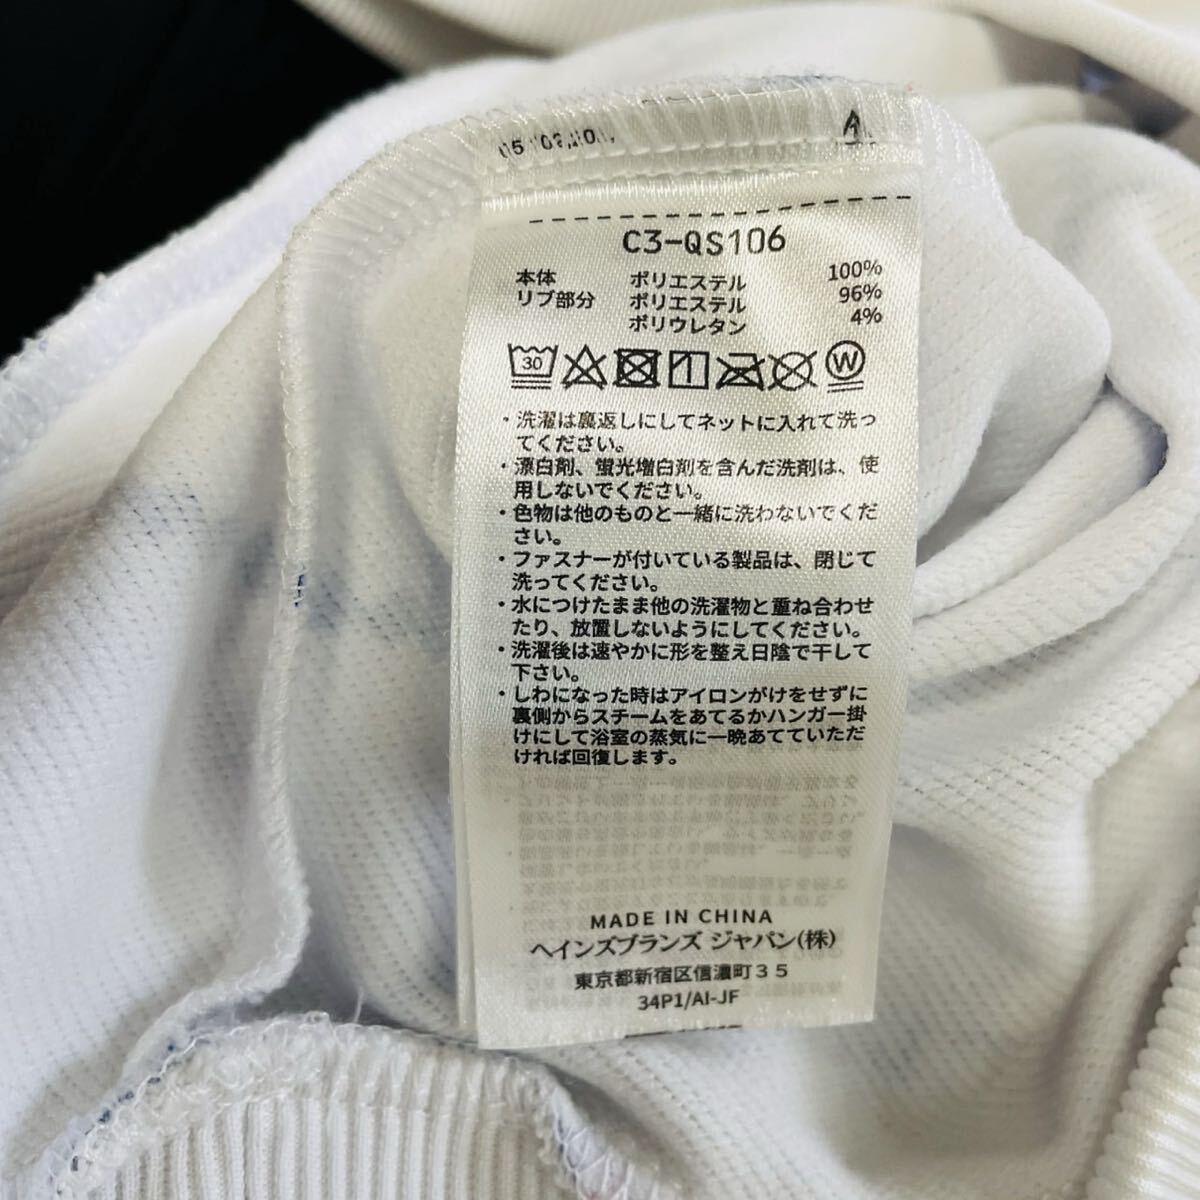 C3-QS106
本体 ポリエステル 100%
リブ部分 ポリエステル 96%
ポリウレタン 4%
30 W
・洗濯は裏返しにしてネットに入れて洗っ
てください。
・漂白剤、蛍光増白剤を含んだ洗剤は、使
用しないでください。
・色物は他のものと一緒に洗わないでくだ
さい。
・ファスナーが付いている製品は、閉じて
洗ってください。
・水につけたまま他の洗濯物と重ね合わせ
たり、放置しないようにしてください。
・洗濯後は速やかに形を整え日陰で干して
下さい。
・しわになった時はアイロンがけをせずに
裏側からスチームをあてるかハンガー掛
けにして浴室の蒸気に一晩あてていただ
ければ回復します。
MADE IN CHINA
ヘインズブランズ ジャパン(株)
東京都新宿区信濃町35
34P1/AI-JF